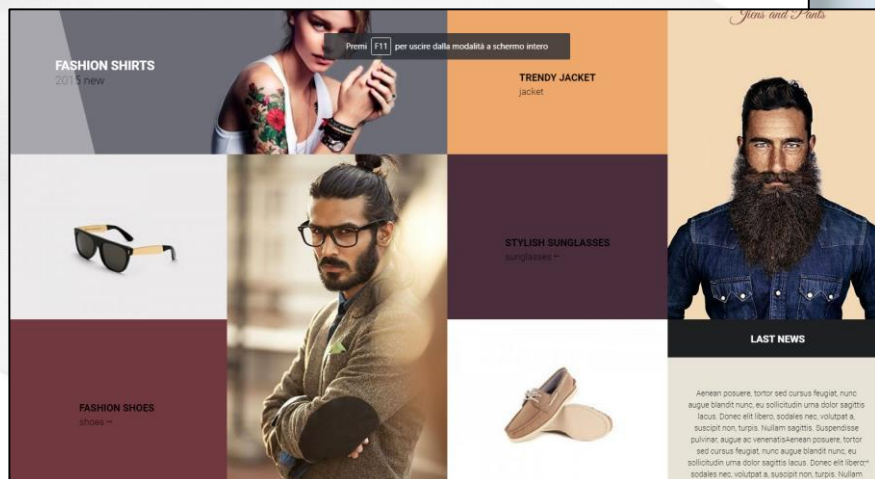 Jiens and Pants
Premi F11 per uscire dalla modalità a schermo intero
FASHION SHIRTS
2015 new
TRENDY JACKET
jacket
STYLISH SUNGLASSES
sunglasses
FASHION SHOES
shoes
LAST NEWS
Aenean posuere, tortor sed cursus feugiat, nunc
augue blandit nunc, eu sollicitudin urna dolor sagittis
lacus. Donec elit libero, sodales nec, volutpat a,
suscipit non, turpis. Nullam sagittis. Suspendisse
pulvinar, augue ac venenatisAenean posuere, tortor
sed cursus feugiat, nunc augue blandit nunc, eu
sollicitudin urna dolor sagittis lacus. Donec elit libero
sodales nec, volutpat a, suscipit non, turpis. Nullam